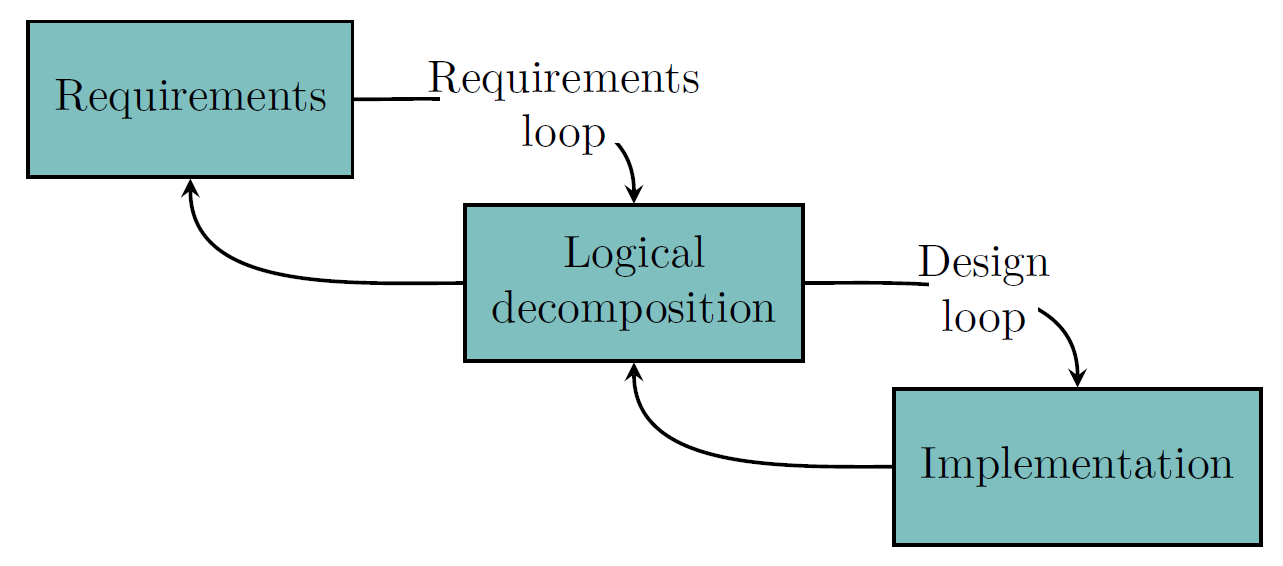 Requirements
Requirements
loop
Logical
decomposition
Design
loop
Implementation